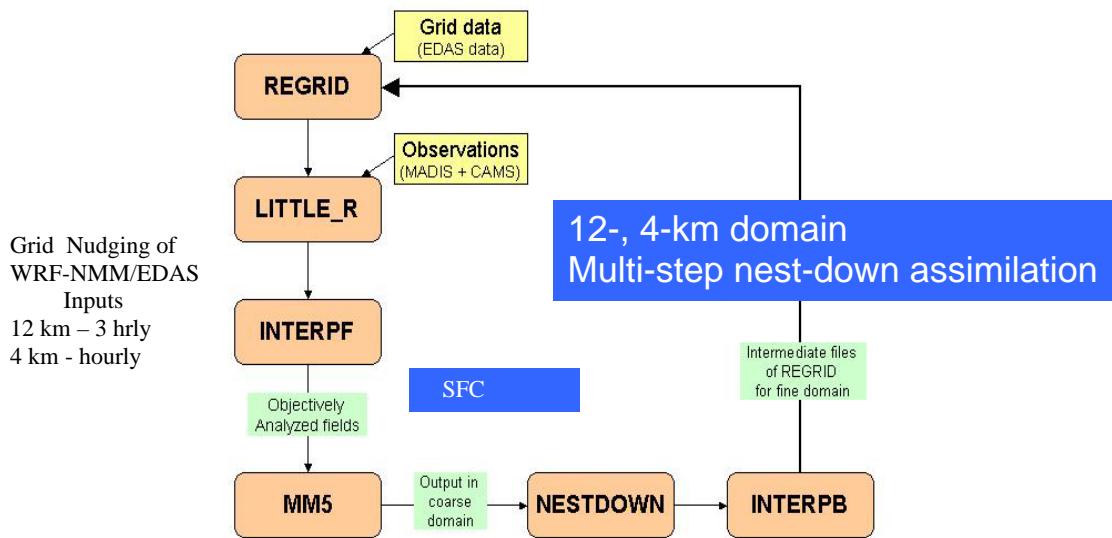 Grid data
(EDAS data)
REGRID
Observations
(MADIS + CAMS)
LITTLE_R
12-, 4-km domain
Multi-step nest-down assimilation
Grid Nudging of
WRF-NMM/EDAS
Inputs
12 km – 3 hrly
4 km - hourly
INTERPF
Intermediate files
of REGRID
for fine domain
SFC
Objectively
Analyzed fields
MM5
Output in
coarse
domain
NESTDOWN
INTERPB